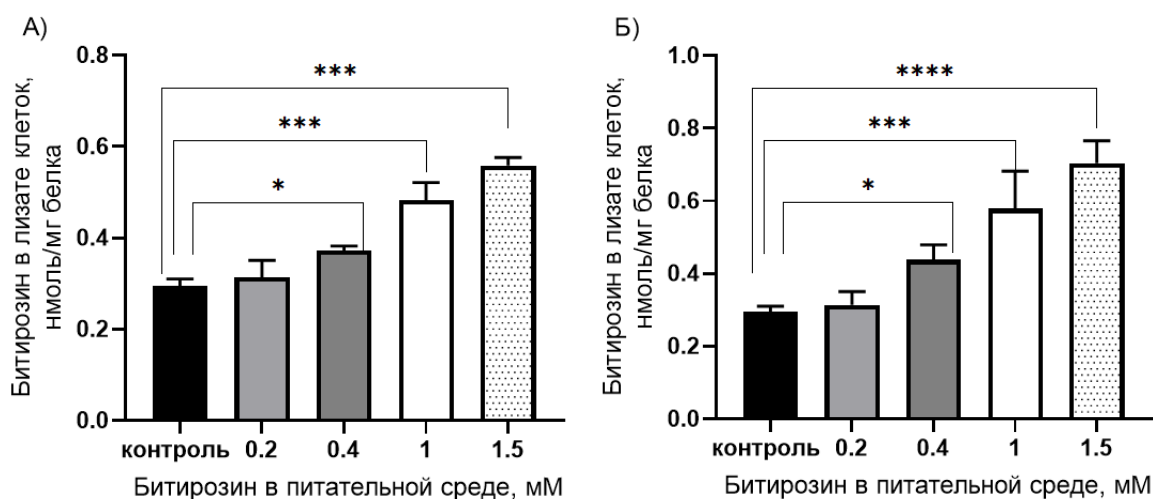 А)
Битирозин в лизате клеток,
нмоль/мг белка
0.8
0.6
0.4
0.2
0.0
***
***
*
контроль 0.2 0.4 1 1.5
Битирозин в питательной среде, мМ
Б)
Битирозин в лизате клеток,
нмоль/мг белка
1.0
0.8
0.6
0.4
0.2
0.0
****
***
*
контроль 0.2 0.4 1 1.5
Битирозин в питательной среде, мМ